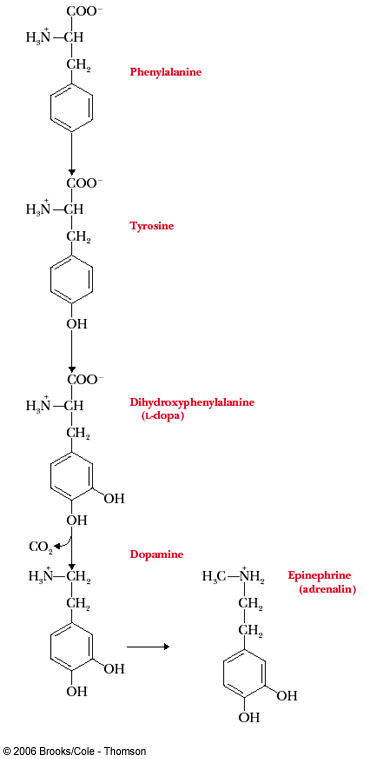 COO⁻
H₃N⁺—CH
CH₂
Phenylalanine
COO⁻
H₃N⁺—CH
Tyrosine
CH₂
OH
COO⁻
H₃N⁺—CH
Dihydroxyphenylalanine
(L-dopa)
CH₂
OH
OH
CO₂
Dopamine
H₃N⁺—CH₂
CH₂
OH
OH
H₃C—N⁺H₂
Epinephrine
(adrenalin)
CH₂
CH₂
OH
OH
© 2006 Brooks/Cole - Thomson